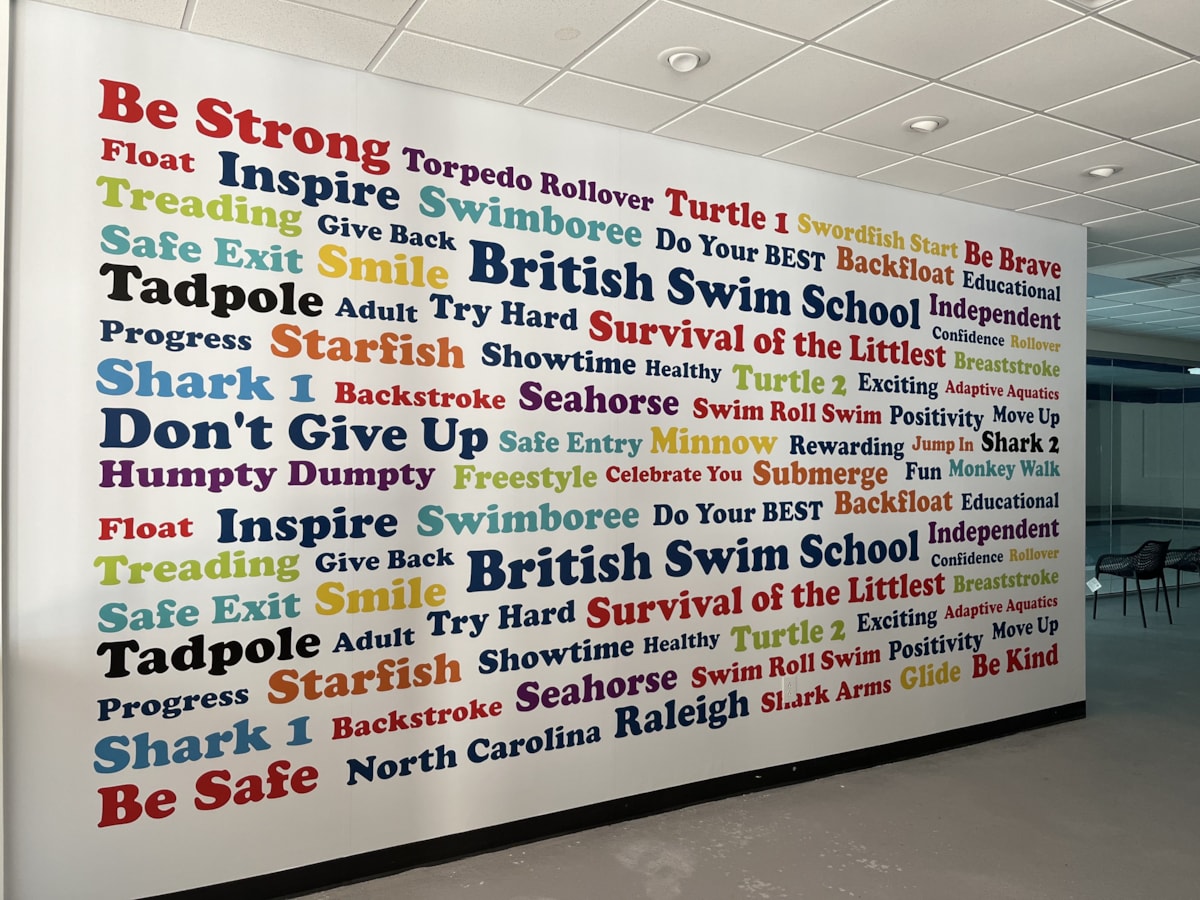 Be Strong Torpedo Rollover Turtle 1 Swordfish Start Be Brave
Float Inspire Swimboree Do Your BEST Backfloat Educational
Treading Give Back British Swim School Independent
Safe Exit Smile Confidence Rollover
Tadpole Adult Try Hard Survival of the Littlest Breaststroke
Progress Starfish Showtime Healthy Turtle 2 Exciting Adaptive Aquatics
Shark 1 Backstroke Seahorse Swim Roll Swim Positivity Move Up
Don't Give Up Safe Entry Minnow Rewarding Jump In Shark 2
Humpty Dumpty Freestyle Celebrate You Submerge Fun Monkey Walk
Float Inspire Swimboree Do Your BEST Backfloat Educational
Treading Give Back British Swim School Independent
Safe Exit Smile Confidence Rollover
Tadpole Adult Try Hard Survival of the Littlest Breaststroke
Progress Starfish Showtime Healthy Turtle 2 Exciting Adaptive Aquatics
Shark 1 Backstroke Seahorse Swim Roll Swim Positivity Move Up
Be Safe North Carolina Raleigh Shark Arms Glide Be Kind